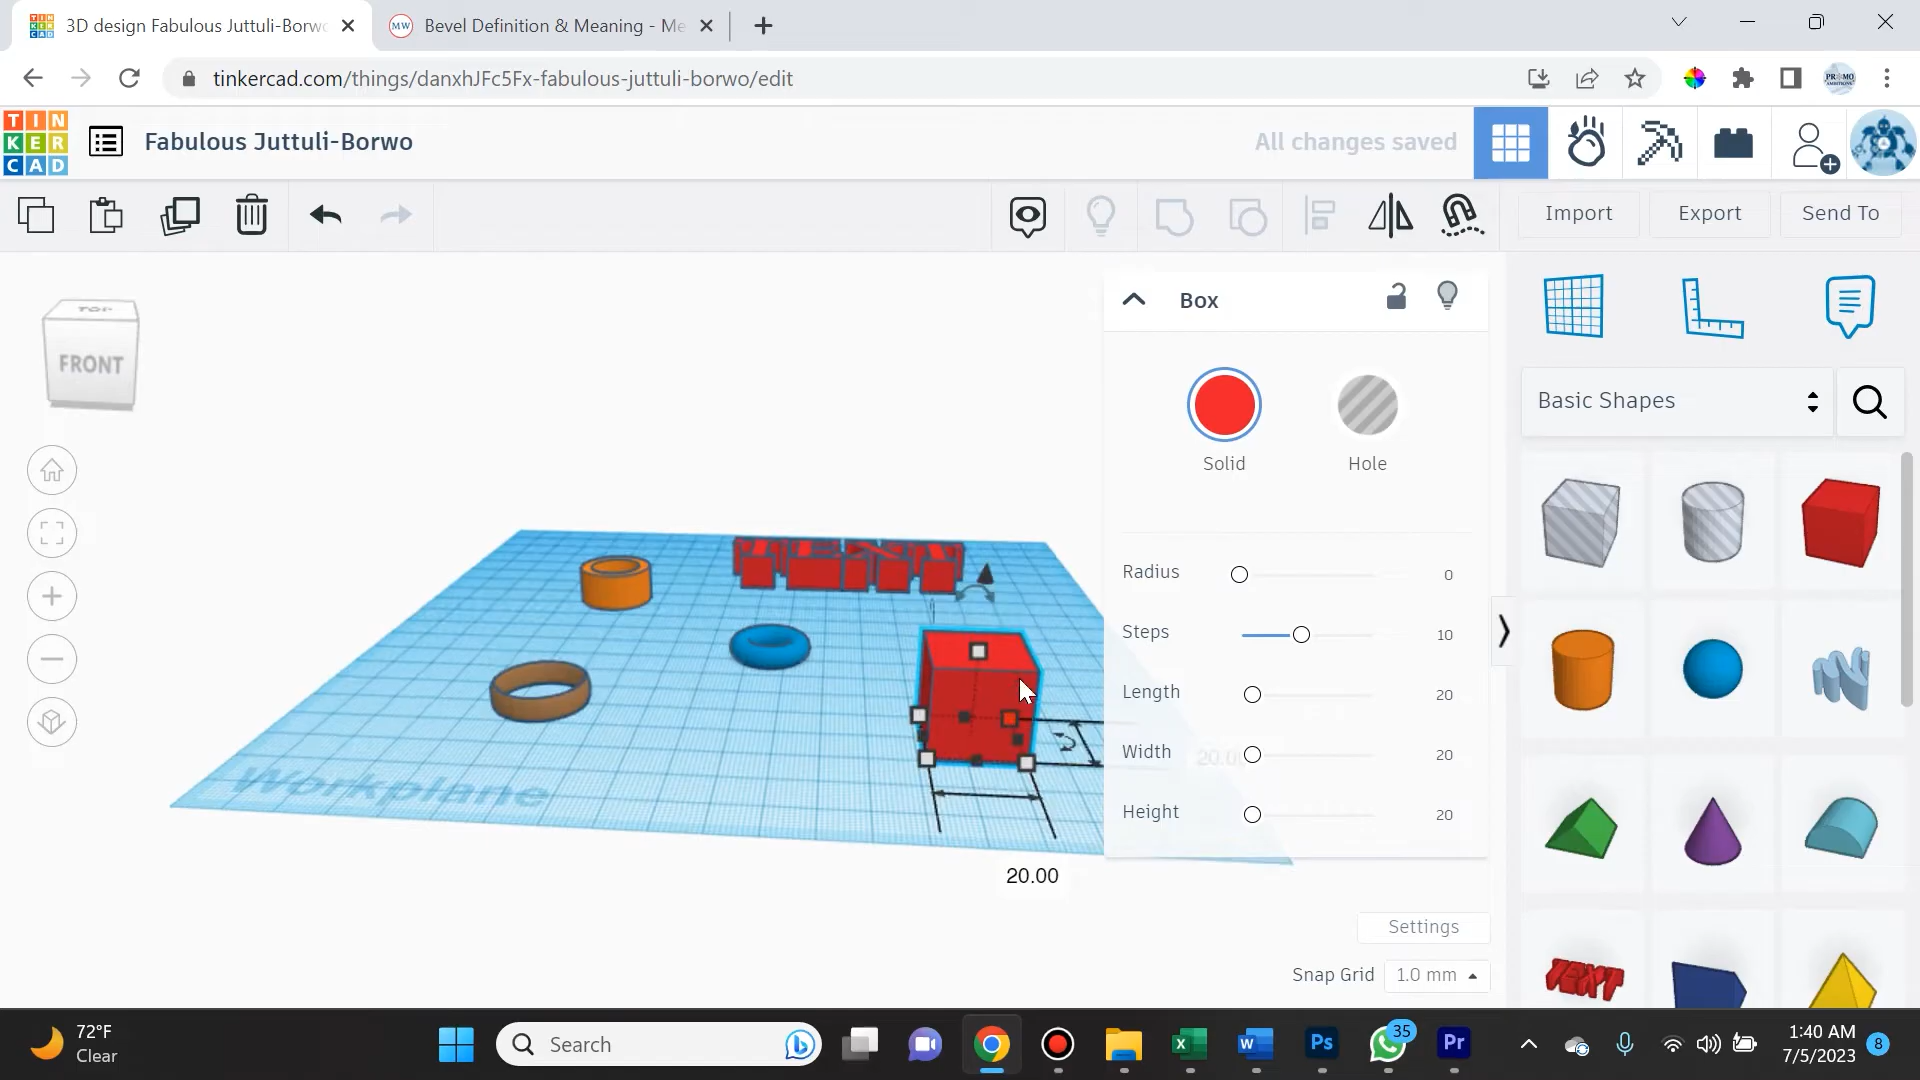 3D design Fabulous Juttuli-Borwo
MW Bevel Definition & Meaning - Me
tinkercad.com/things/danxhJFc5Fx-fabulous-juttuli-borwo/edit
TIN
KER
CAD
Fabulous Juttuli-Borwo
All changes saved
Import
Export
Send To
TOP
FRONT
Box
Solid
Hole
Radius
0
Steps
10
Length
20
Width
20
Height
20
20.00
Workplane
Settings
Snap Grid
1.0 mm
Basic Shapes
TEXT
72°F
Clear
Search
35
1:40 AM
7/5/2023
8